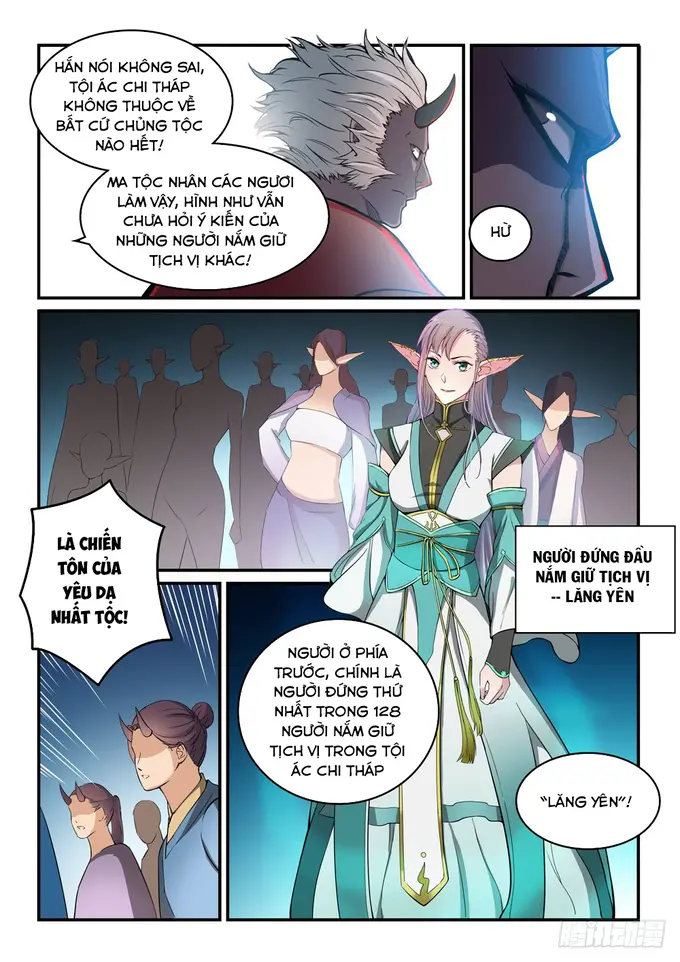 HẮN NÓI KHÔNG SAI,
TỘI ÁC CHI THÁP
KHÔNG THUỘC VỀ
BẤT CỨ CHỦNG TỘC
NÀO HẾT!
MA TỘC NHÂN CÁC NGƯƠI
LÀM VẬY, HÌNH NHƯ VẪN
CHƯA HỎI Ý KIẾN CỦA
NHỮNG NGƯỜI NẮM GIỮ
TỊCH VỊ KHÁC!
HỪ
LÀ CHIẾN
TÔN CỦA
YÊU DẠ
NHẤT TỘC!
NGƯỜI ĐỨNG ĐẦU
NẮM GIỮ TỊCH VỊ
-- LĂNG YÊN
NGƯỜI Ở PHÍA
TRƯỚC, CHÍNH LÀ
NGƯỜI ĐỨNG THỨ
NHẤT TRONG 128
NGƯỜI NẮM GIỮ
TỊCH VỊ TRONG TỘI
ÁC CHI THÁP
"LĂNG YÊN"!
腾讯动漫